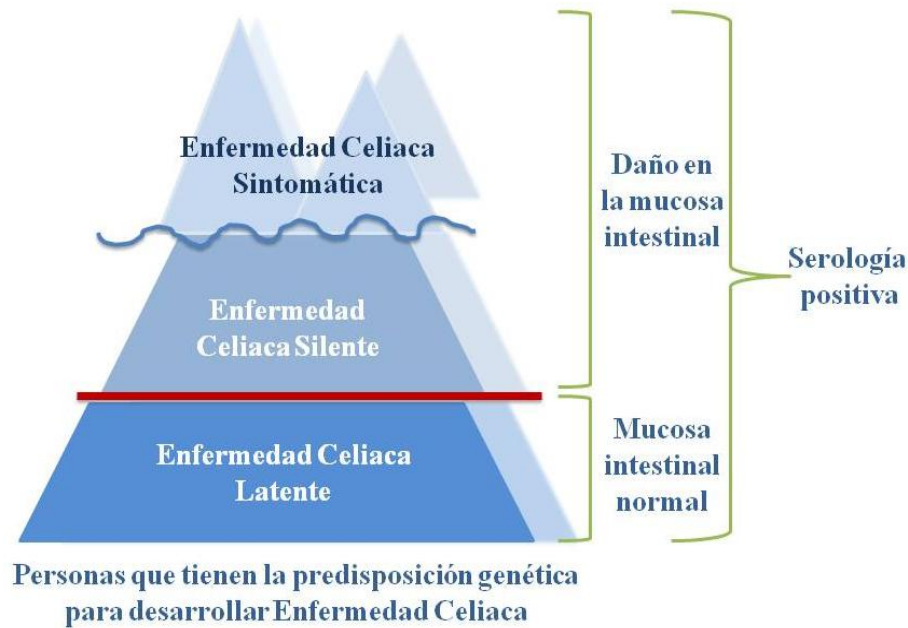 Enfermedad Celiaca
Sintomática
Daño en
la mucosa
intestinal
Serología
positiva
Enfermedad
Celiaca Silente
Enfermedad Celiaca
Latente
Mucosa
intestinal
normal
Personas que tienen la predisposición genética
para desarrollar Enfermedad Celiaca